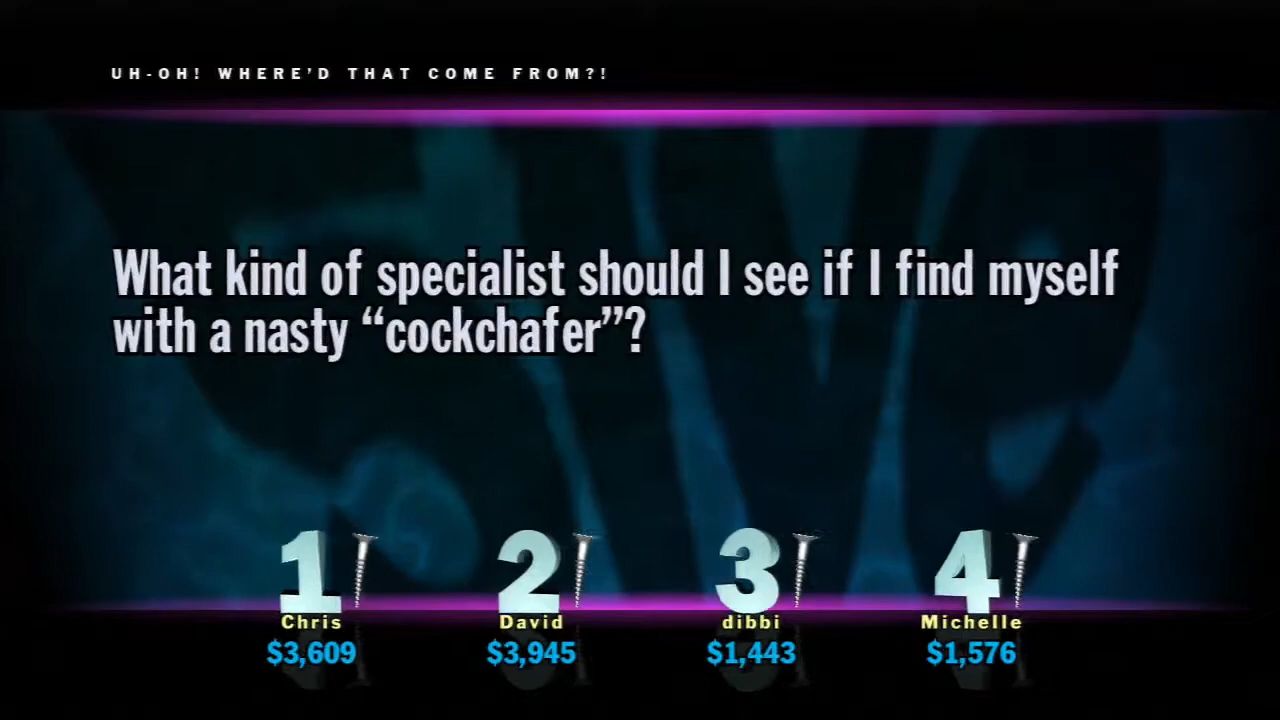 UH-OH! WHERE'D THAT COME FROM?!
What kind of specialist should I see if I find myself
with a nasty “cockchafer”?
1 2 3 4
Chris David dibbi Michelle
$3,609 $3,945 $1,443 $1,576